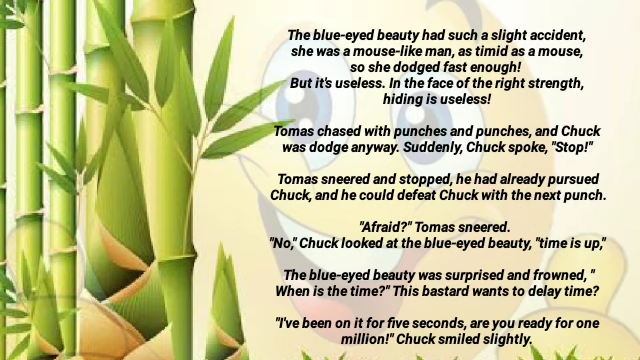 The blue-eyed beauty had such a slight accident,
she was a mouse-like man, as timid as a mouse,
so she dodged fast enough!
But it's useless. In the face of the right strength,
hiding is useless!
Tomas chased with punches and punches, and Chuck
was dodge anyway. Suddenly, Chuck spoke, "Stop!"
Tomas sneered and stopped, he had already pursued
Chuck, and he could defeat Chuck with the next punch.
"Afraid?" Tomas sneered.
"No," Chuck looked at the blue-eyed beauty, "time is up,"
The blue-eyed beauty was surprised and frowned, "
When is the time?" This bastard wants to delay time?
"I've been on it for five seconds, are you ready for one
million!" Chuck smiled slightly.